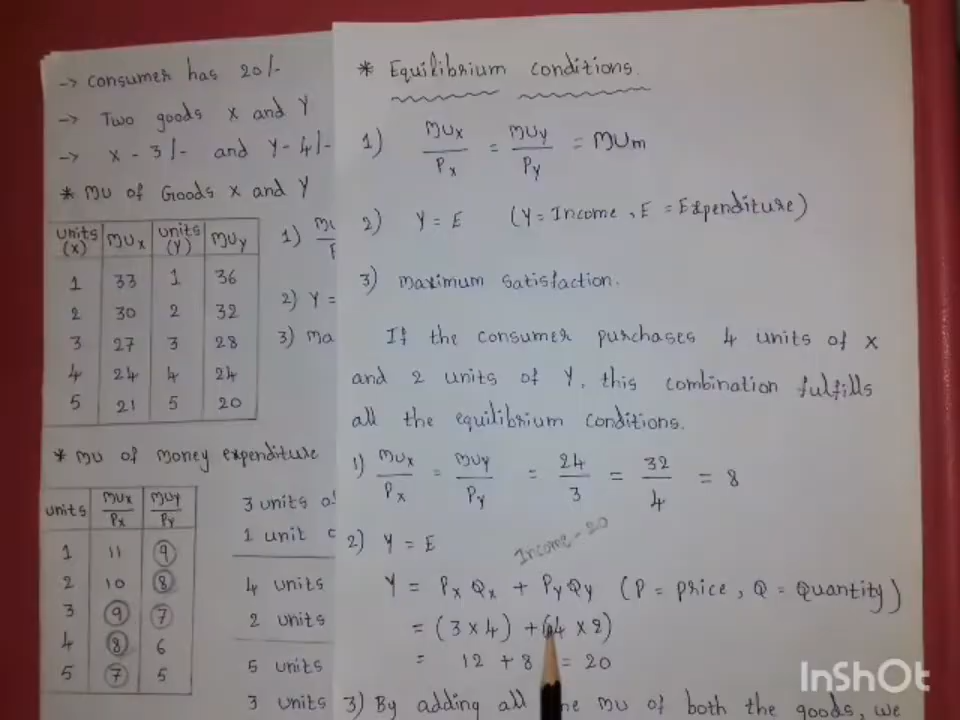 -> Consumer has 20/-
-> Two goods X and Y
-> X - 3/- and Y - 4/-
* MU of Goods X and Y
units (X) MUx units (Y) MUy
1 33 1 36
2 30 2 32
3 27 3 28
4 24 4 24
5 21 5 20
1)
2) Y =
3) Ma
* MU of Money expenditure
units MUx/Px MUy/Py
1 11 9
2 10 8
3 9 7
4 8 6
5 7 5
3 units of
1 unit
4 units
2 units
5 units
3 units
* Equilibrium conditions.
1) MUx/Px = MUy/Py = MUm
2) Y = E (Y = Income, E = Expenditure)
3) Maximum Satisfaction.
If the consumer purchases 4 units of X
and 2 units of Y, this combination fulfills
all the equilibrium conditions.
1) MUx/Px = MUy/Py = 24/3 = 32/4 = 8
2) Y = E
Income - 20
Y = PxQx + PyQy (P = price, Q = Quantity)
= (3 x 4) + (4 x 2)
= 12 + 8 = 20
3) By adding all the MU of both the goods, we
InShOt